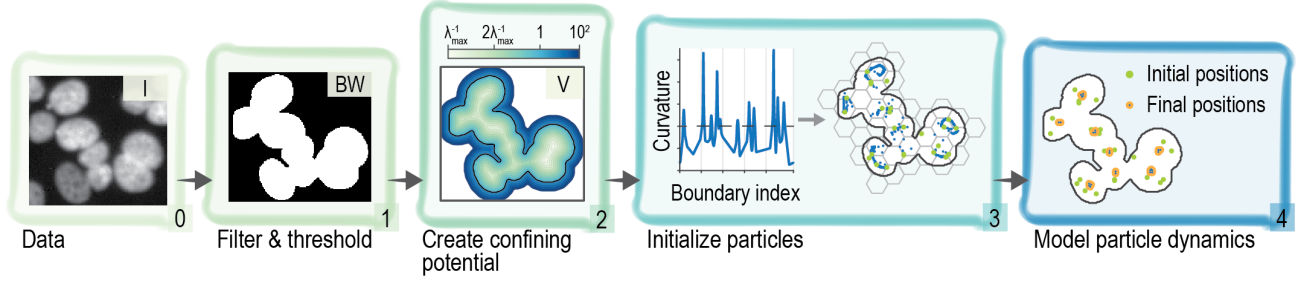 I
0
Data
BW
1
Filter & threshold
λ⁻¹max 2λ⁻¹max 1 10²
V
2
Create confining
potential
Curvature
Boundary index
3
Initialize particles
Initial positions
Final positions
4
Model particle dynamics